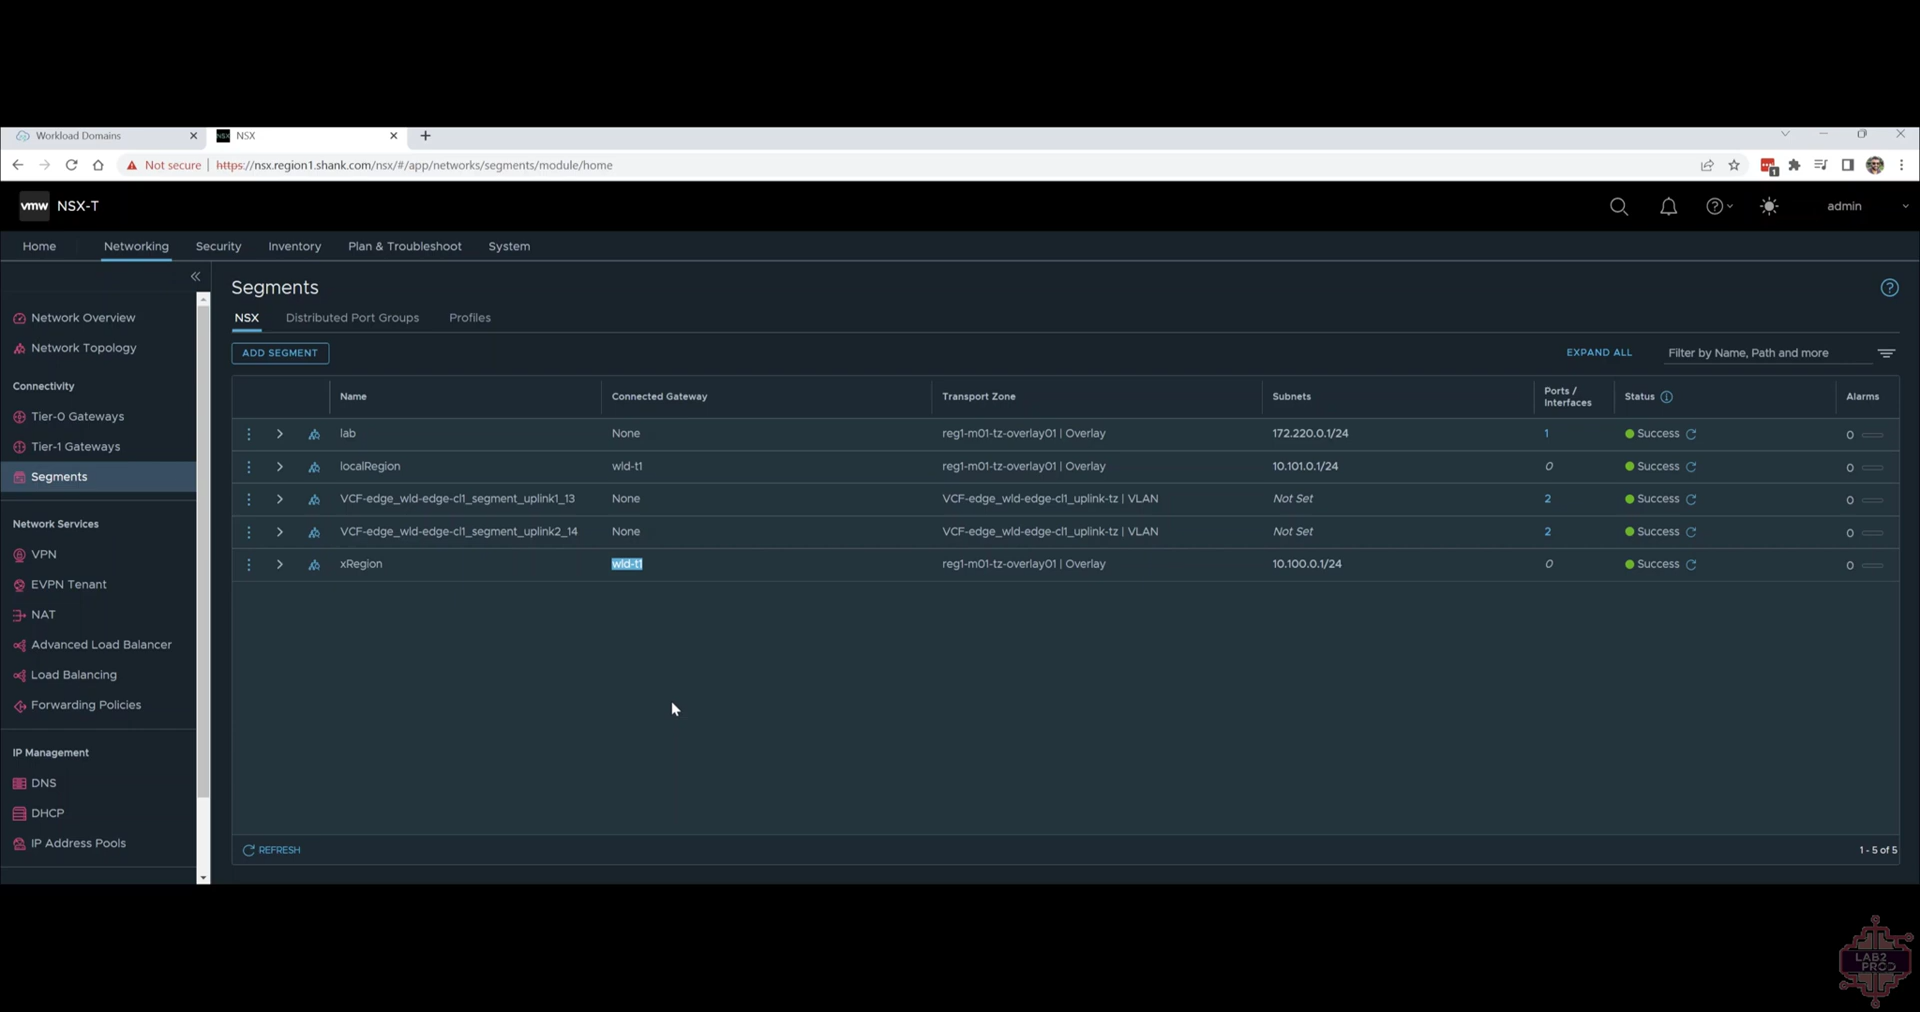 Workload Domains
NSX
NSX
Not secure
https://nsx.region1.shank.com/nsx/#/app/networks/segments/module/home
1
vmw NSX-T
admin
Home
Networking
Security
Inventory
Plan & Troubleshoot
System
Network Overview
Network Topology
Connectivity
Tier-0 Gateways
Tier-1 Gateways
Segments
Network Services
VPN
EVPN Tenant
NAT
Advanced Load Balancer
Load Balancing
Forwarding Policies
IP Management
DNS
DHCP
IP Address Pools
Segments
NSX
Distributed Port Groups
Profiles
ADD SEGMENT
EXPAND ALL
Filter by Name, Path and more
Name
Connected Gateway
Transport Zone
Subnets
Ports /
Interfaces
Status
Alarms
lab None reg1-m01-tz-overlay01 | Overlay 172.220.0.1/24 1 Success 0
localRegion wld-t1 reg1-m01-tz-overlay01 | Overlay 10.101.0.1/24 0 Success 0
VCF-edge_wld-edge-cl1_segment_uplink1_13 None VCF-edge_wld-edge-cl1_uplink-tz | VLAN Not Set 2 Success 0
VCF-edge_wld-edge-cl1_segment_uplink2_14 None VCF-edge_wld-edge-cl1_uplink-tz | VLAN Not Set 2 Success 0
xRegion wld-t1 reg1-m01-tz-overlay01 | Overlay 10.100.0.1/24 0 Success 0
REFRESH
1 - 5 of 5
LAB2
PROD